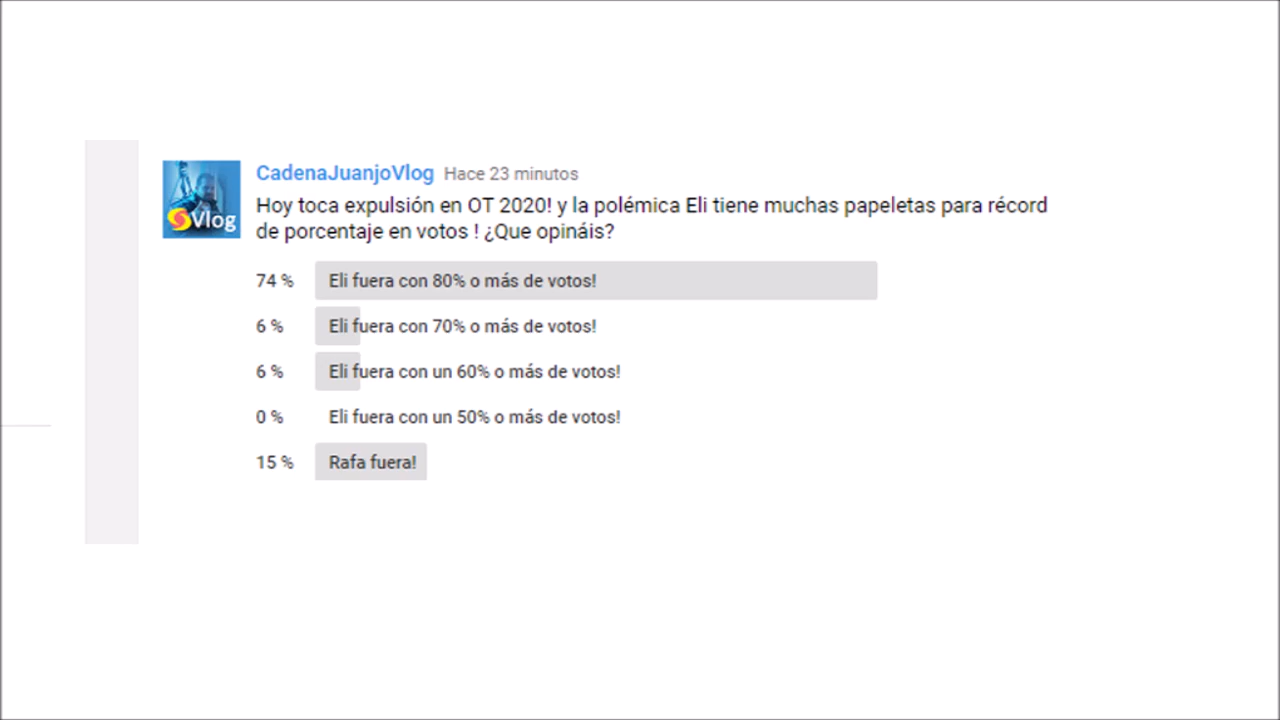 CadenaJuanjoVlog Hace 23 minutos
Hoy toca expulsión en OT 2020! y la polémica Eli tiene muchas papeletas para récord
de porcentaje en votos ! ¿Que opináis?
Vlog
74 % Eli fuera con 80% o más de votos!
6 % Eli fuera con 70% o más de votos!
6 % Eli fuera con un 60% o más de votos!
0 % Eli fuera con un 50% o más de votos!
15 % Rafa fuera!